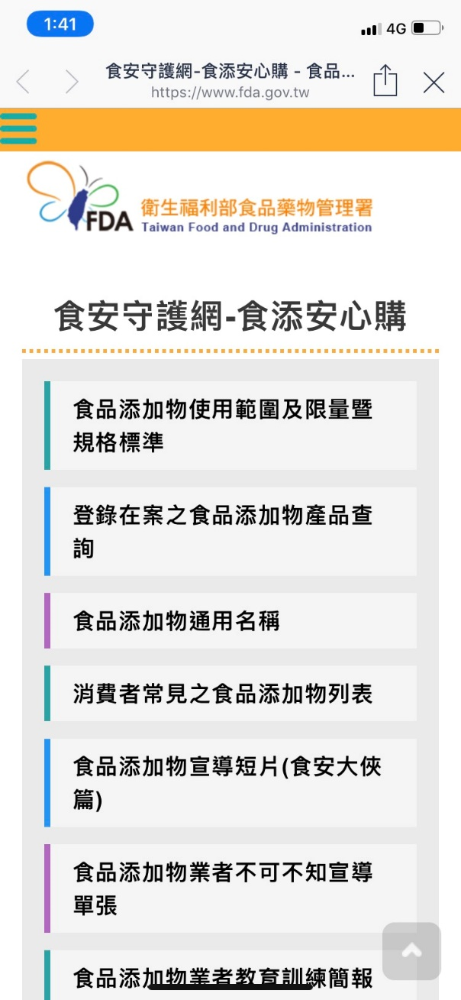 1:41
4G
食安守護網-食添安心購 - 食品...
https://www.fda.gov.tw
FDA
衛生福利部食品藥物管理署
Taiwan Food and Drug Administration
食安守護網-食添安心購
食品添加物使用範圍及限量暨
規格標準
登錄在案之食品添加物產品查
詢
食品添加物通用名稱
消費者常見之食品添加物列表
食品添加物宣導短片(食安大俠
篇)
食品添加物業者不可不知宣導
單張
食品添加物業者教育訓練簡報